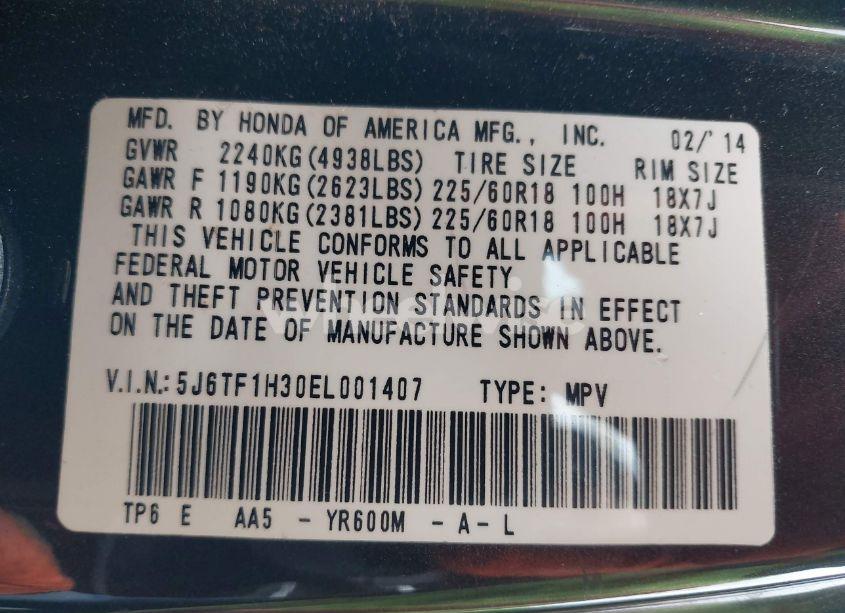 MFD. BY HONDA OF AMERICA MFG., INC. 02/'14
GVWR 2240KG(4938LBS) TIRE SIZE RIM SIZE
GAWR F 1190KG(2623LBS) 225/60R18 100H 18X7J
GAWR R 1080KG(2381LBS) 225/60R18 100H 18X7J
THIS VEHICLE CONFORMS TO ALL APPLICABLE
FEDERAL MOTOR VEHICLE SAFETY
AND THEFT PREVENTION STANDARDS IN EFFECT
ON THE DATE OF MANUFACTURE SHOWN ABOVE.
V.I.N.: 5J6TF1H30EL001407 TYPE: MPV
TP6 E AA5 - YR600M - A - L